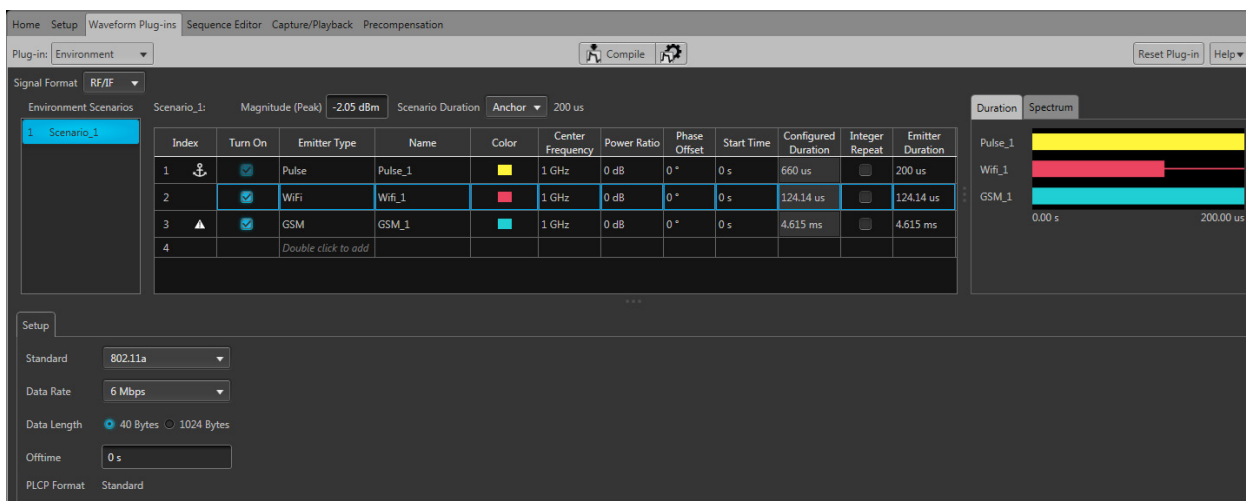 Home Setup Waveform Plug-ins Sequence Editor Capture/Playback Precompensation
Plug-in: Environment Compile Reset Plug-in Help
Signal Format RF/IF
Environment Scenarios Scenario_1: Magnitude (Peak) -2.05 dBm Scenario Duration Anchor 200 us Duration Spectrum
1 Scenario_1
Index Turn On Emitter Type Name Color Center Frequency Power Ratio Phase Offset Start Time Configured Duration Integer Repeat Emitter Duration
1 Pulse Pulse_1 1 GHz 0 dB 0 ° 0 s 660 us 200 us
2 WiFi Wifi_1 1 GHz 0 dB 0 ° 0 s 124.14 us 124.14 us
3 GSM GSM_1 1 GHz 0 dB 0 ° 0 s 4.615 ms 4.615 ms
4 Double click to add
Pulse_1
Wifi_1
GSM_1
0.00 s 200.00 us
Setup
Standard 802.11a
Data Rate 6 Mbps
Data Length 40 Bytes 1024 Bytes
Offtime 0 s
PLCP Format Standard